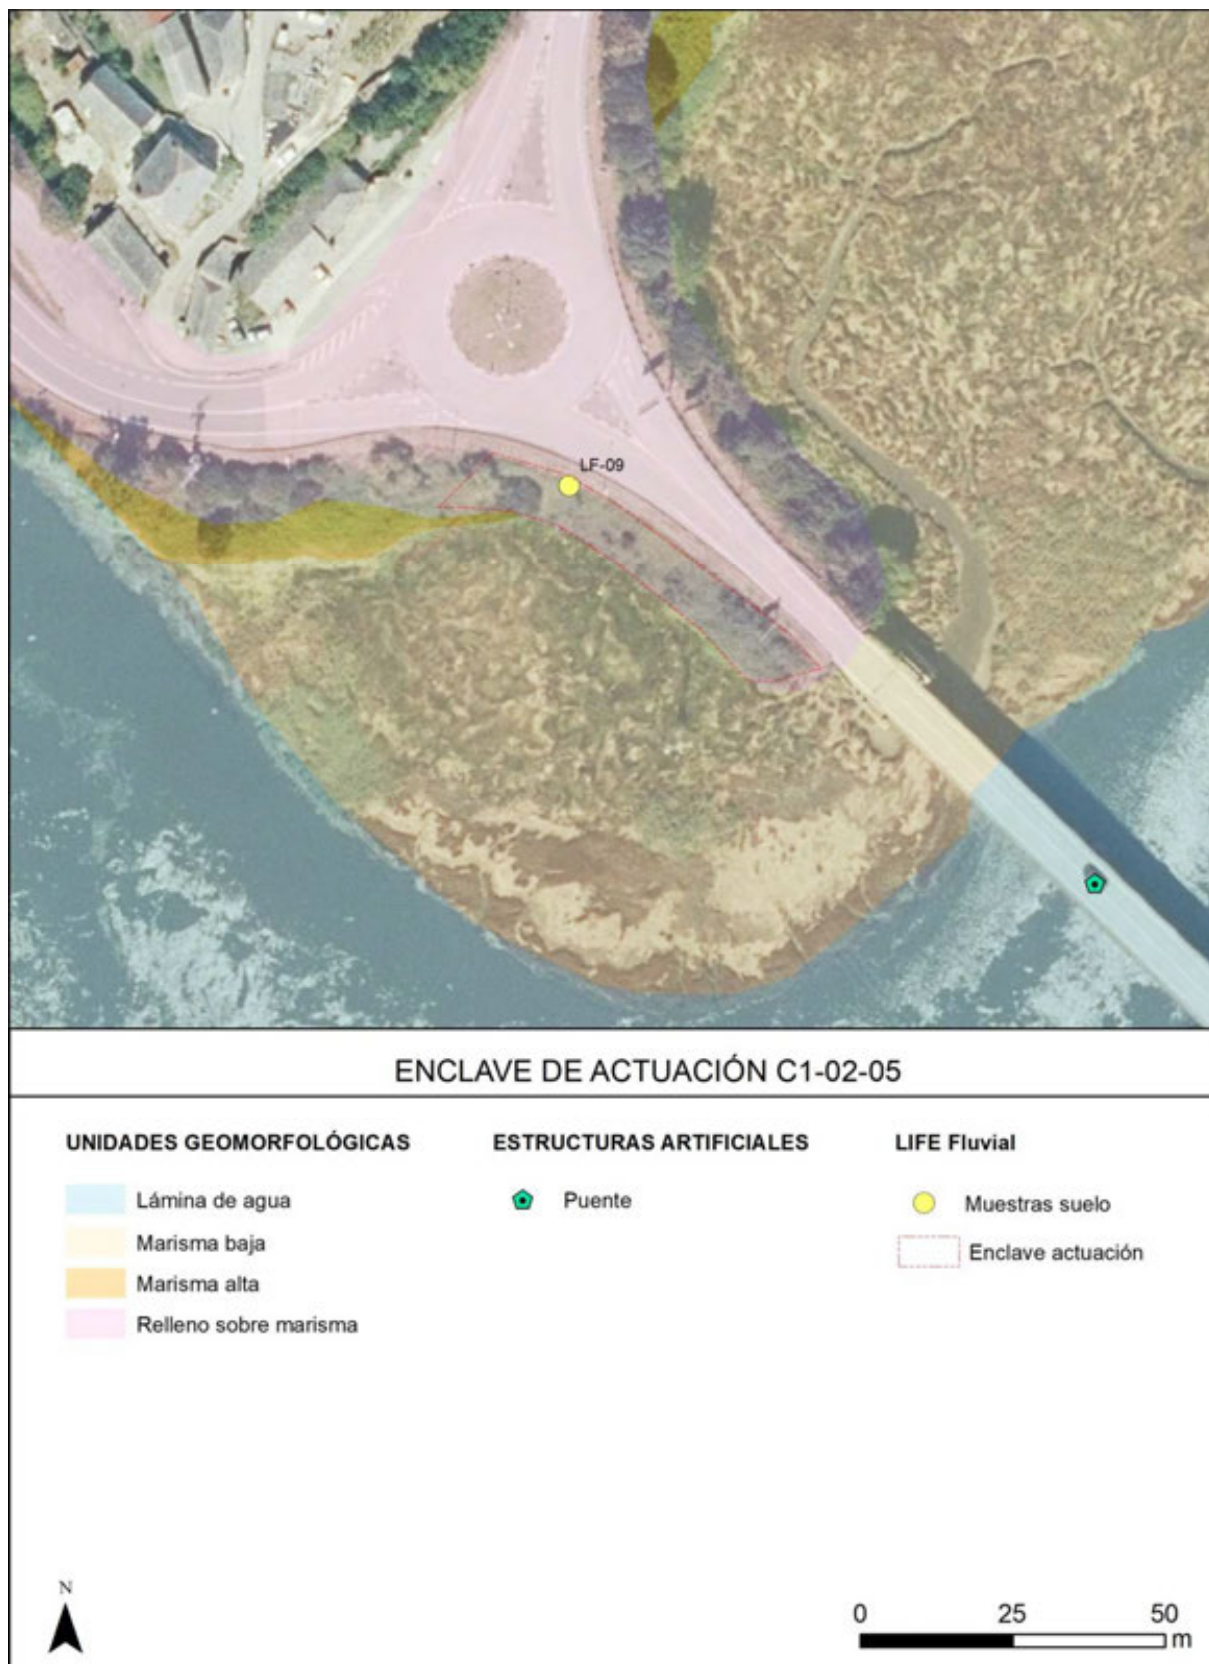 LF-09
ENCLAVE DE ACTUACIÓN C1-02-05
UNIDADES GEOMORFOLÓGICAS
Lámina de agua
Marisma baja
Marisma alta
Relleno sobre marisma
ESTRUCTURAS ARTIFICIALES
Puente
LIFE Fluvial
Muestras suelo
Enclave actuación
N
0 25 50
m